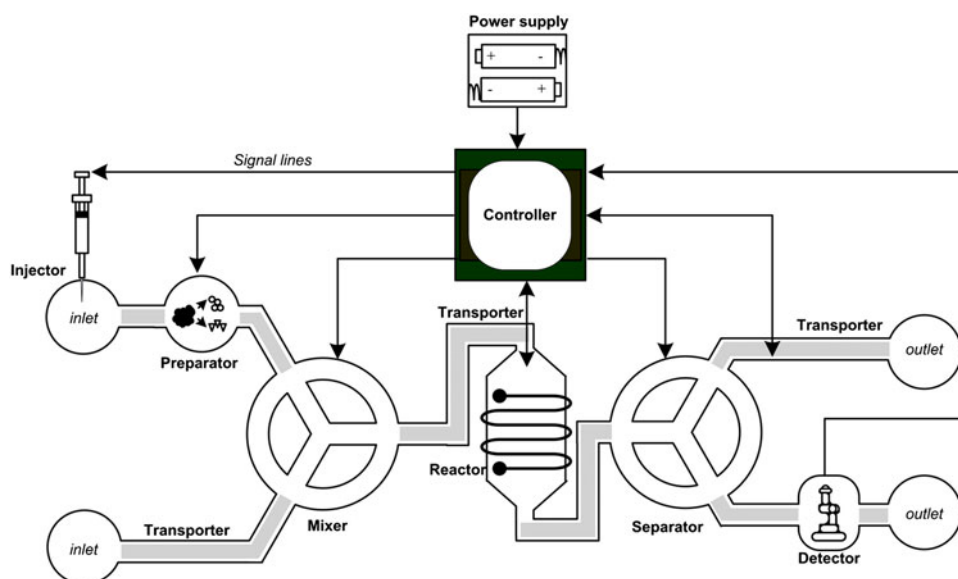 Power supply
+ -
- +
Signal lines
Controller
Injector
inlet
Preparator
Transporter
Transporter
outlet
Reactor
Mixer
Separator
Transporter
inlet
outlet
Detector